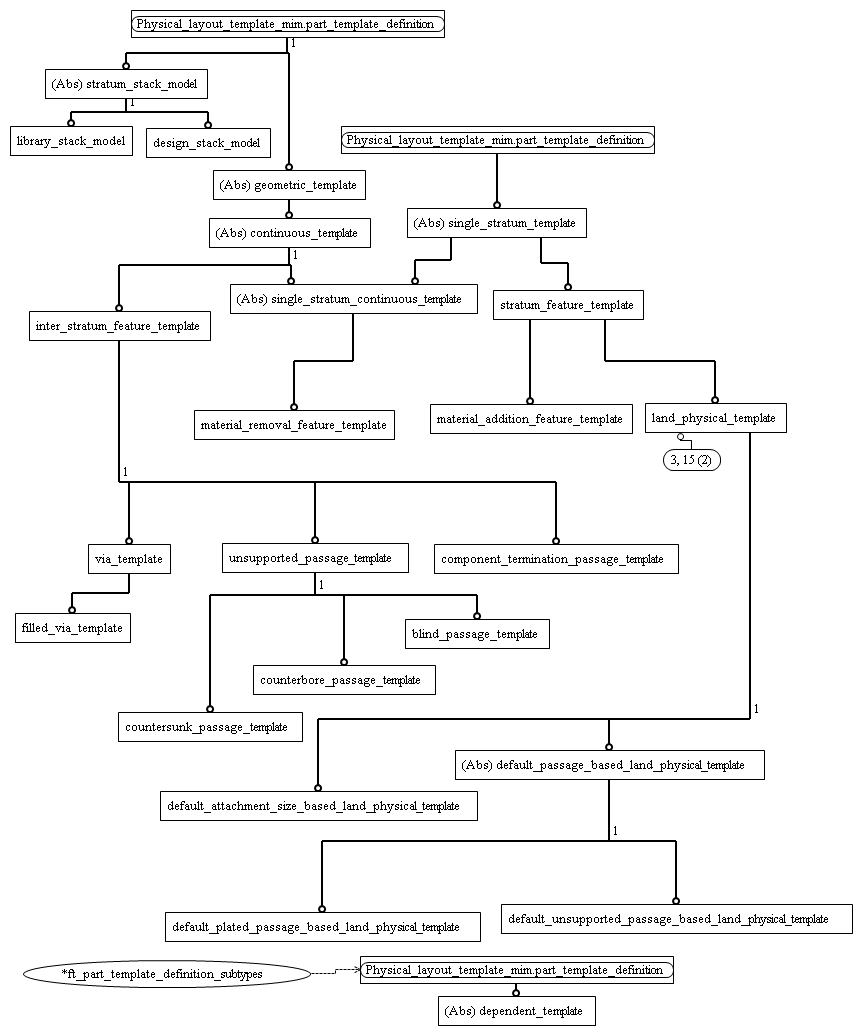 Physical_layout_template_mim.part_template_definition
1
(Abs) stratum_stack_model
1
library_stack_model
design_stack_model
Physical_layout_template_mim.part_template_definition
(Abs) geometric_template
(Abs) continuous_template
(Abs) single_stratum_template
1
(Abs) single_stratum_continuous_template
stratum_feature_template
inter_stratum_feature_template
material_removal_feature_template
material_addition_feature_template
land_physical_template
3, 15 (2)
1
via_template
unsupported_passage_template
component_termination_passage_template
1
filled_via_template
blind_passage_template
counterbore_passage_template
countersunk_passage_template
1
(Abs) default_passage_based_land_physical_template
default_attachment_size_based_land_physical_template
1
default_plated_passage_based_land_physical_template
default_unsupported_passage_based_land_physical_template
*ft_part_template_definition_subtypes
Physical_layout_template_mim.part_template_definition
(Abs) dependent_template